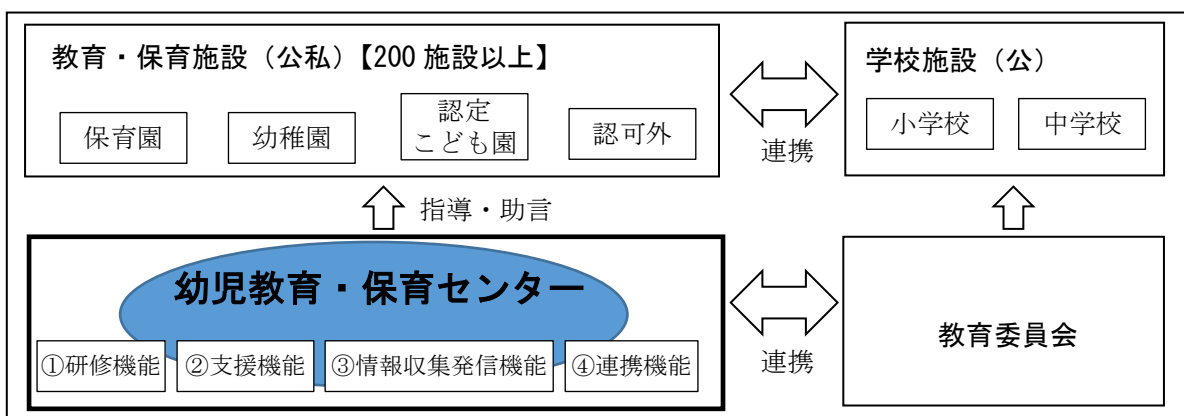 教育・保育施設（公私）【200 施設以上】
保育園
幼稚園
認定
こども園
認可外
連携
学校施設（公）
小学校
中学校
指導・助言
幼児教育・保育センター
①研修機能
②支援機能
③情報収集発信機能
④連携機能
連携
教育委員会